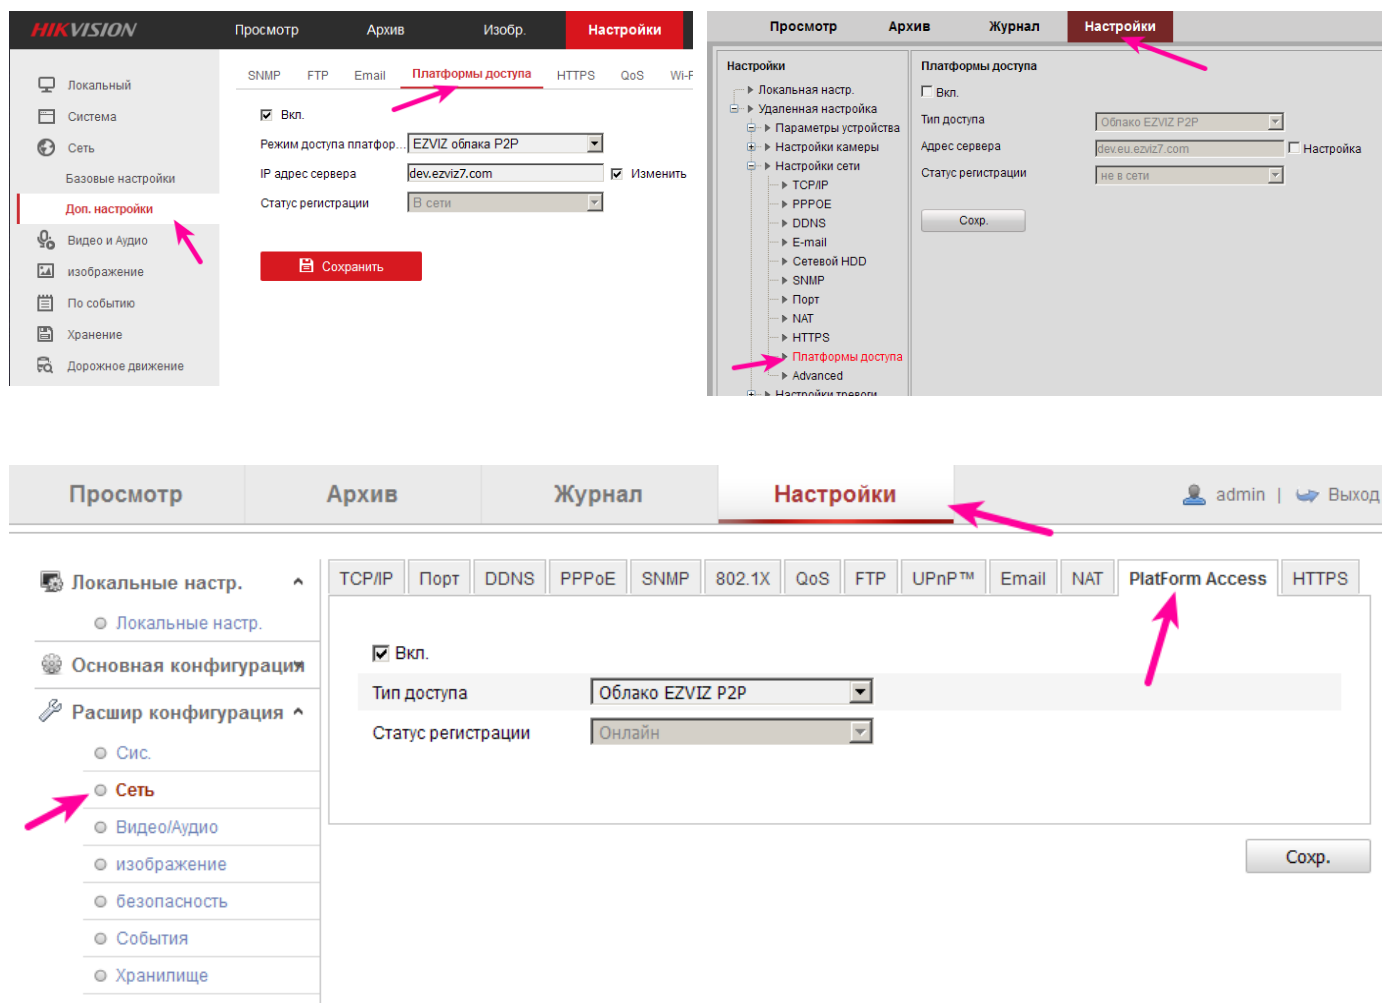 HIKVISION
Просмотр Архив Изобр. Настройки
SNMP FTP Email Платформы доступа HTTPS QoS Wi-F
Локальный
Система
Сеть
Базовые настройки
Доп. настройки
Видео и Аудио
изображение
По событию
Хранение
Дорожное движение
Вкл.
Режим доступа платфор... EZVIZ облака P2P
IP адрес сервера dev.ezviz7.com Изменить
Статус регистрации В сети
Сохранить
Просмотр Архив Журнал Настройки
Настройки
Локальная настр.
Удаленная настройка
Параметры устройства
Настройки камеры
Настройки сети
TCP/IP
PPPOE
DDNS
E-mail
Сетевой HDD
SNMP
Порт
NAT
HTTPS
Платформы доступа
Advanced
Настройки тревоги
Платформы доступа
Вкл.
Тип доступа Облако EZVIZ P2P
Адрес сервера dev.eu.ezviz7.com Настройка
Статус регистрации не в сети
Сохр.
Просмотр Архив Журнал Настройки admin | Выход
Локальные настр.
Локальные настр.
Основная конфигурация
Расшир конфигурация
Сис.
Сеть
Видео/Аудио
изображение
безопасность
События
Хранилище
TCP/IP Порт DDNS PPPoE SNMP 802.1X QoS FTP UPnP™ Email NAT PlatForm Access HTTPS
Вкл.
Тип доступа Облако EZVIZ P2P
Статус регистрации Онлайн
Сохр.